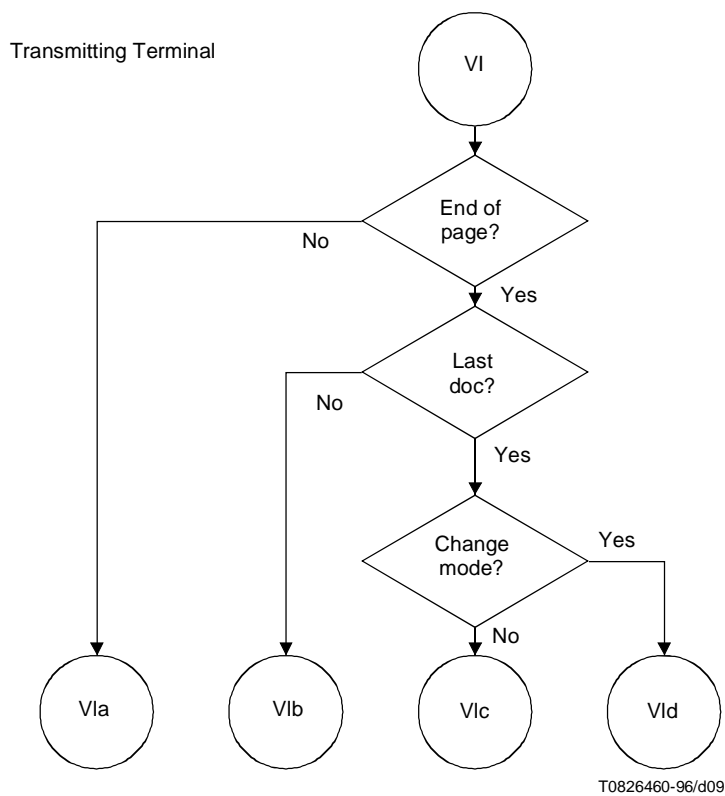 Transmitting Terminal
VI
End of
page?
No
Yes
Last
doc?
No
Yes
Change
mode?
Yes
No
VIa
VIb
VIc
VId
T0826460-96/d09